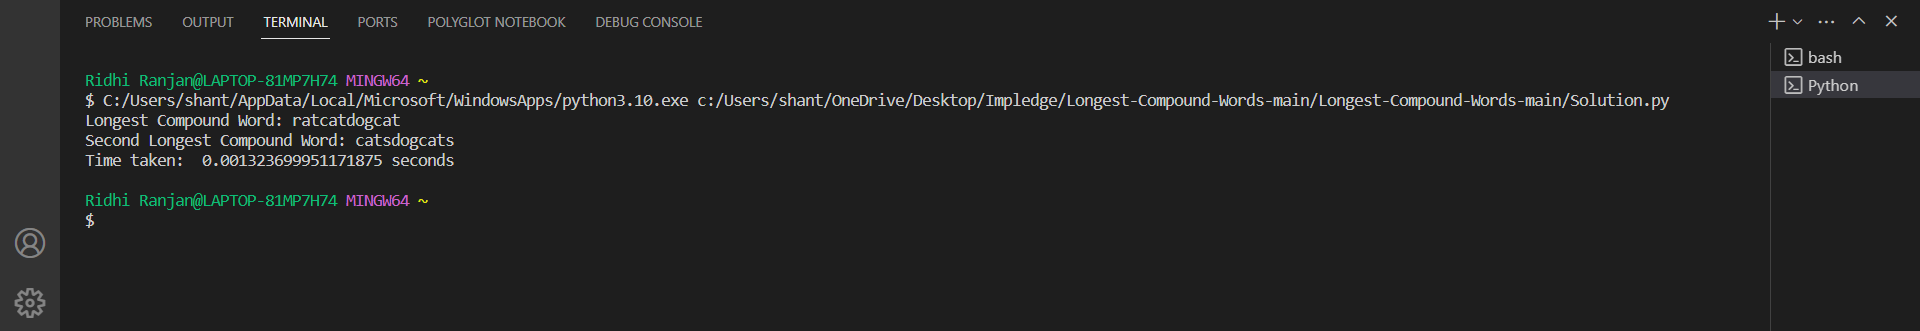 PROBLEMS OUTPUT TERMINAL PORTS POLYGLOT NOTEBOOK DEBUG CONSOLE
Ridhi Ranjan@LAPTOP-81MP7H74 MINGW64 ~
$ C:/Users/shant/AppData/Local/Microsoft/WindowsApps/python3.10.exe c:/Users/shant/OneDrive/Desktop/Impledge/Longest-Compound-Words-main/Longest-Compound-Words-main/Solution.py
Longest Compound Word: ratcatdogcat
Second Longest Compound Word: catsdogcats
Time taken:  0.001323699951171875 seconds
Ridhi Ranjan@LAPTOP-81MP7H74 MINGW64 ~
$
bash
Python